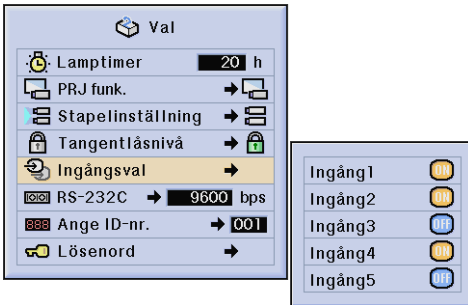 Val
Lamptimer 20 h
PRJ funk.
Stapelinställning
Tangentlåsnivå
Ingångsval
RS-232C 9600 bps
888 Ange ID-nr. 001
Lösenord
Ingång1 ON
Ingång2 ON
Ingång3 OFF
Ingång4 ON
Ingång5 OFF